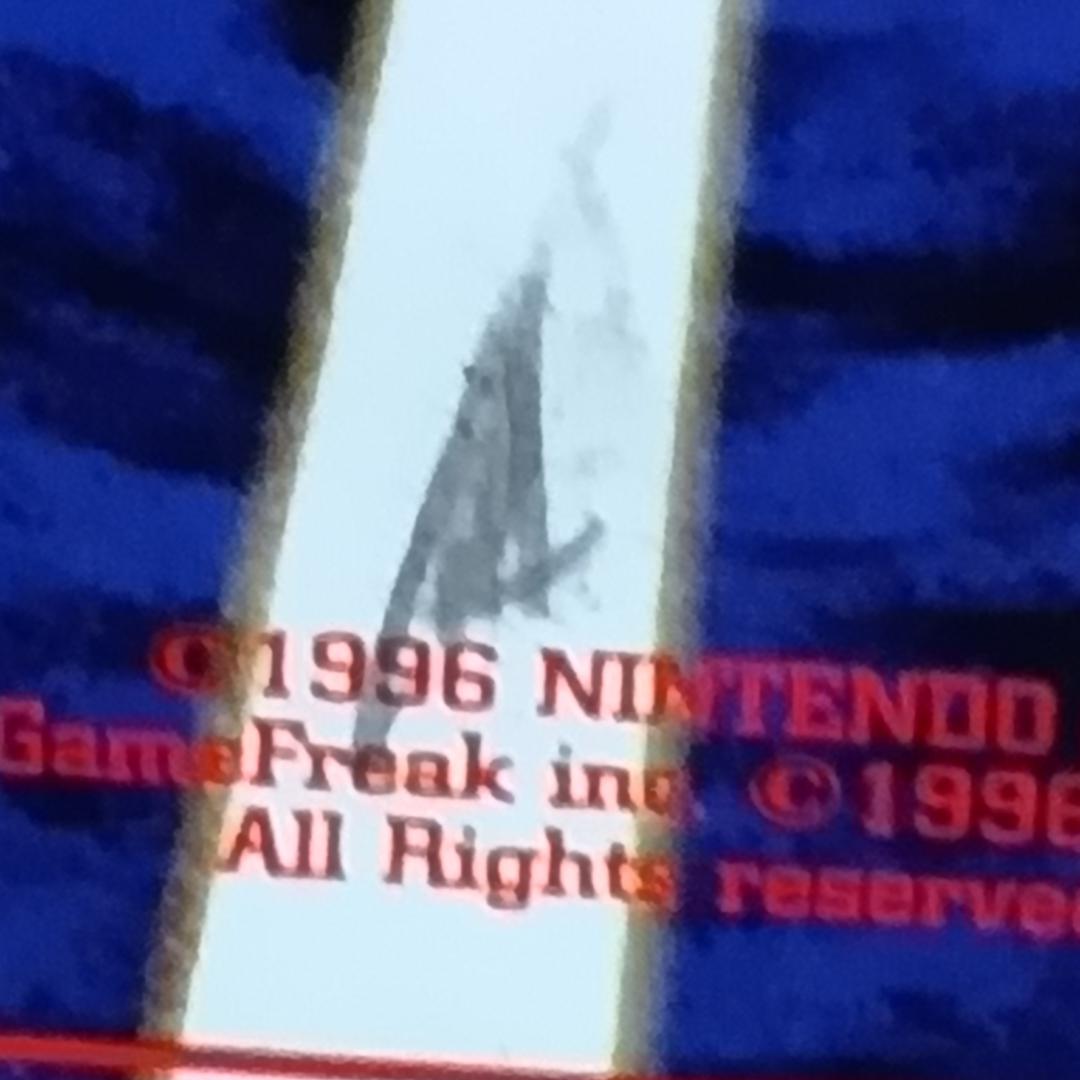 ©1996 NINTENDO
GameFreak inc, ©1996
All Rights reserved